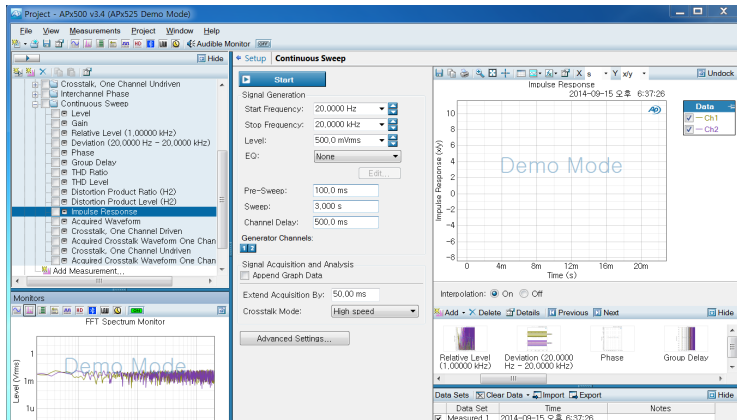 Project - APx500 v3.4 (APx525 Demo Mode)
File View Measurements Project Window Help
Audible Monitor OFF
Hide
Setup Continuous Sweep
Crosstalk, One Channel Undriven
Interchannel Phase
Continuous Sweep
Level
Gain
Relative Level (1,00000 kHz)
Deviation (20,0000 Hz - 20,0000 kHz)
Phase
Group Delay
THD Ratio
THD Level
Distortion Product Ratio (H2)
Distortion Product Level (H2)
Impulse Response
Acquired Waveform
Crosstalk, One Channel Driven
Acquired Crosstalk Waveform One Chan
Crosstalk, One Channel Undriven
Acquired Crosstalk Waveform One Chan
Add Measurement...
Monitors
FFT Spectrum Monitor
Hide
Demo Mode
Level (Vrms)
1
1m
1u
Start
Signal Generation
Start Frequency: 20,0000 Hz
Stop Frequency: 20,0000 kHz
Level: 500,0 mVrms
EQ: None
Edit...
Pre-Sweep: 100,0 ms
Sweep: 3,000 s
Channel Delay: 500,0 ms
Generator Channels:
1 2
Signal Acquisition and Analysis
Append Graph Data
Extend Acquisition By: 50,00 ms
Crosstalk Mode: High speed
Advanced Settings...
X s Y x/y Undock
Impulse Response
2014-09-15 오후 6:37:26
AP
Data
Ch1
Ch2
Demo Mode
Impulse Response (x/y)
10
8
6
4
2
0
-2
-4
-6
-8
0 4m 8m 12m 16m 20m
Time (s)
Interpolation: On Off
Add Delete Details Previous Next Hide
Relative Level (1,00000 kHz)
Deviation (20,0000 Hz - 20,0000 kHz)
Phase
Group Delay
Data Sets Clear Data Import Export Hide
Data Set Time Notes
Measured 1 2014-09-15 오후 6:37:26